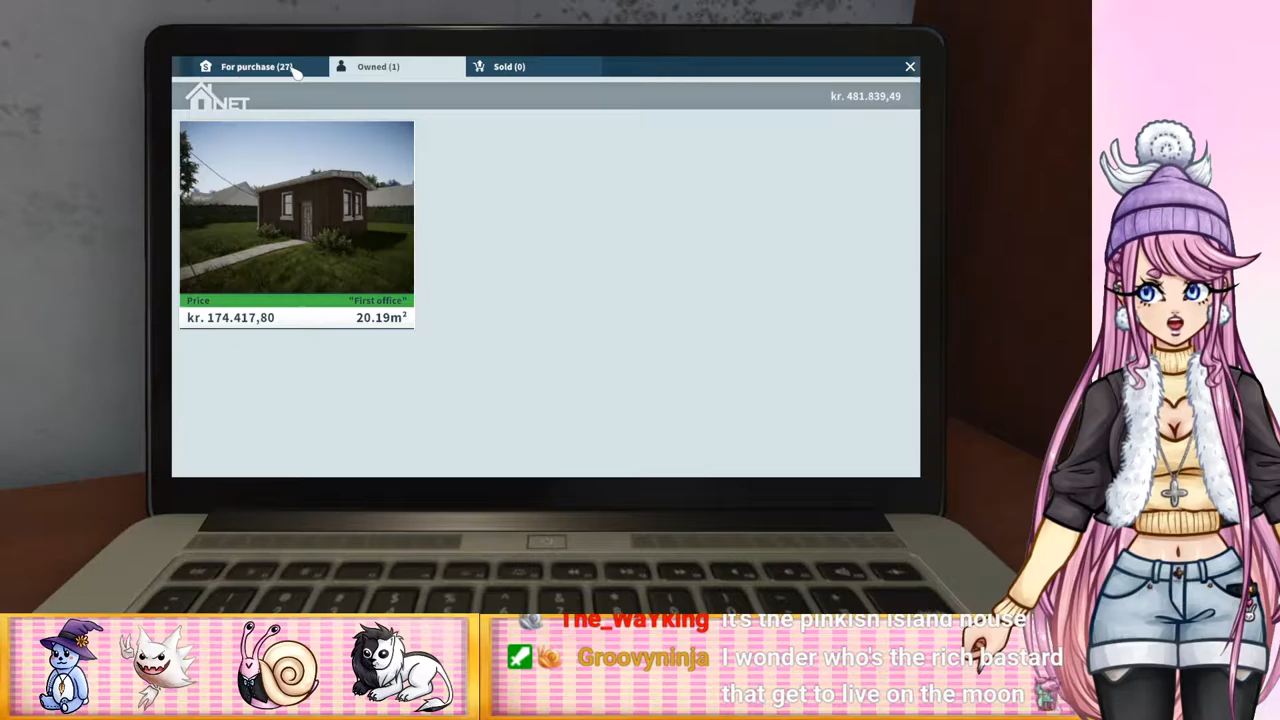 For purchase (27)
Owned (1)
Sold (0)
NET
kr. 481.839,49
Price
"First office"
kr. 174.417,80
20.19m²
The_WaYking It's the pinkish island house
Groovyninja I wonder who's the rich bastard
that get to live on the moon